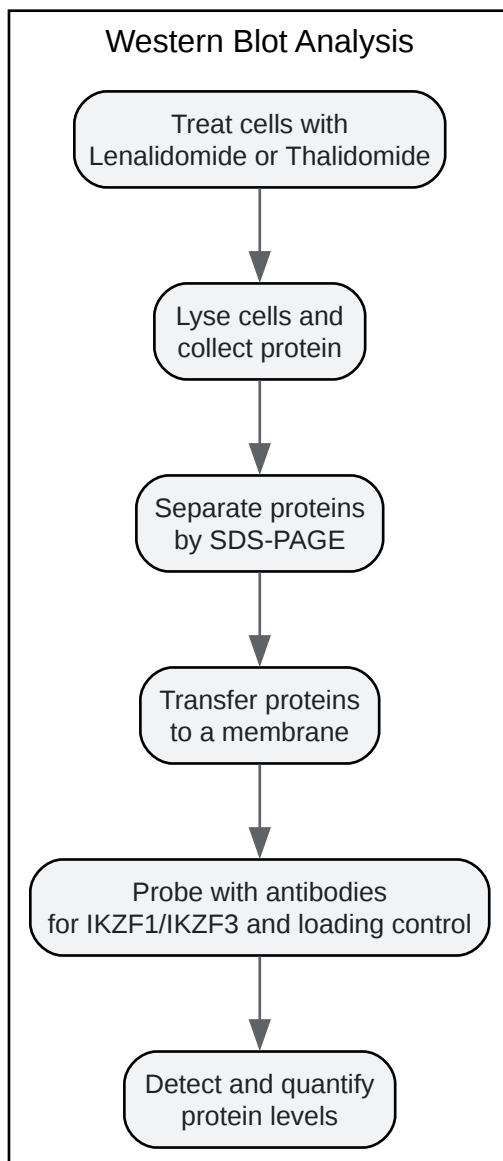 Western Blot Analysis
Treat cells with
Lenalidomide or Thalidomide
Lyse cells and
collect protein
Separate proteins
by SDS-PAGE
Transfer proteins
to a membrane
Probe with antibodies
for IKZF1/IKZF3 and loading control
Detect and quantify
protein levels